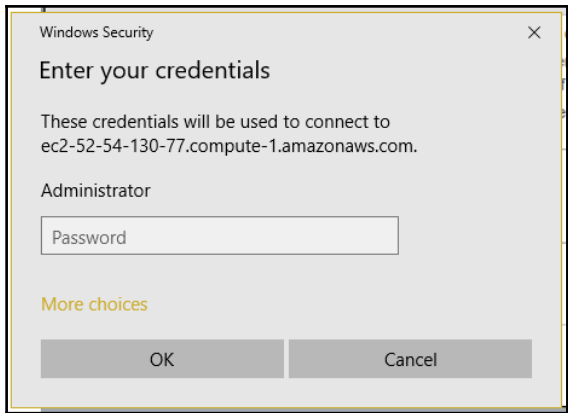 Windows Security
Enter your credentials
These credentials will be used to connect to
ec2-52-54-130-77.compute-1.amazonaws.com.
Administrator
Password
More choices
OK Cancel